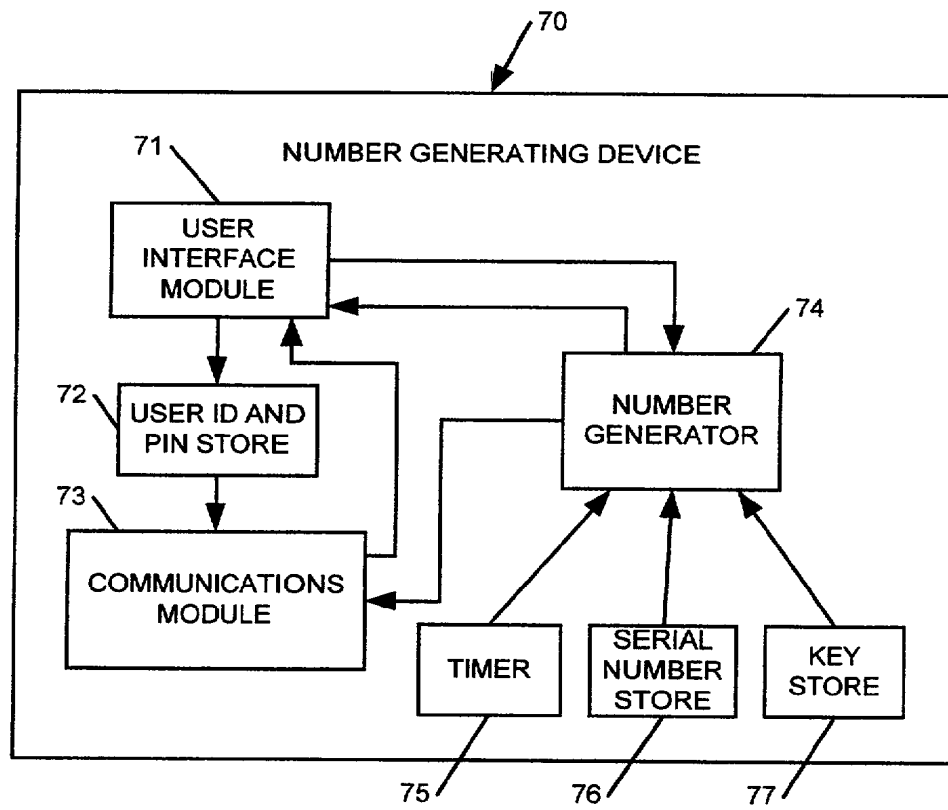 70
NUMBER GENERATING DEVICE
71
USER
INTERFACE
MODULE
74
NUMBER
GENERATOR
72
USER ID AND
PIN STORE
73
COMMUNICATIONS
MODULE
TIMER
SERIAL
NUMBER
STORE
KEY
STORE
75
76
77